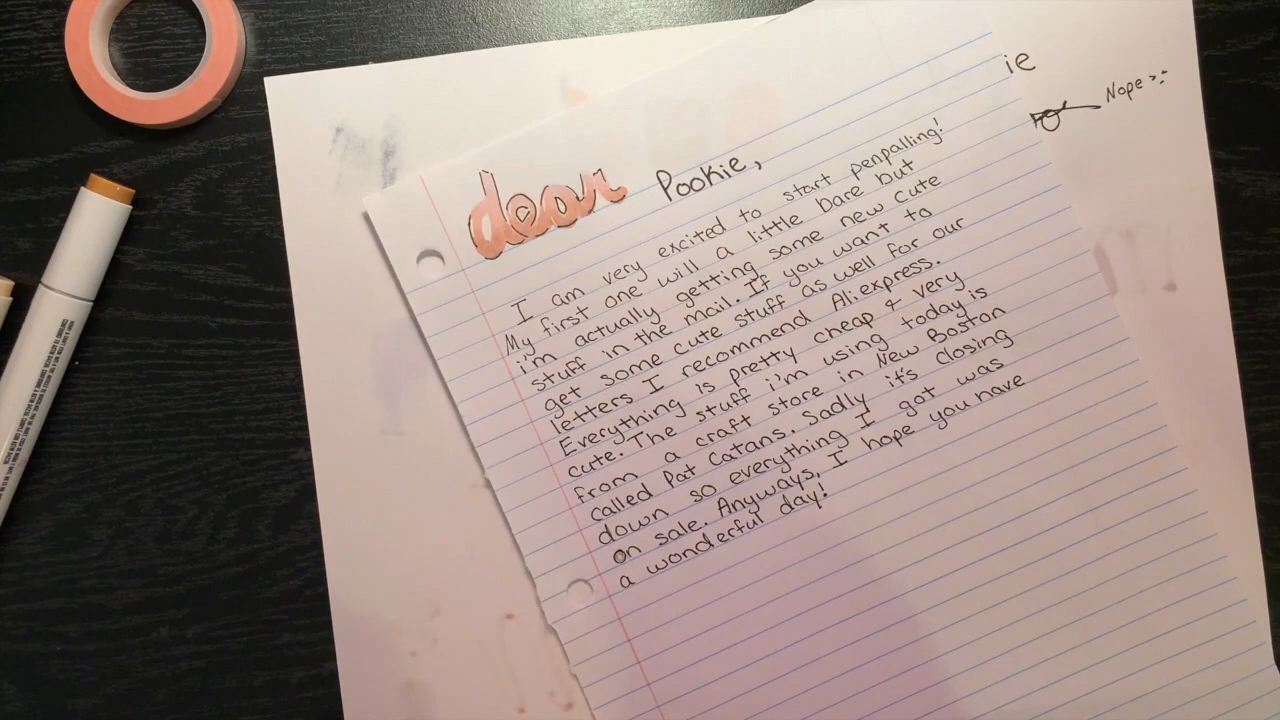 dear Pookie,
I am very excited to start penpalling!
My first one will a little bare but
i'm actually getting some new cute
stuff in the mail. If you want to
get some cute stuff as well for our
letters I recommend Aliexpress.
Everything is pretty cheap & very
cute. The stuff i'm using today is
from a craft store in New Boston
called Pat Catans. Sadly it's closing
down so everything I got was
on sale. Anyways, I hope you have
a wonderful day!
ie
Nope >: